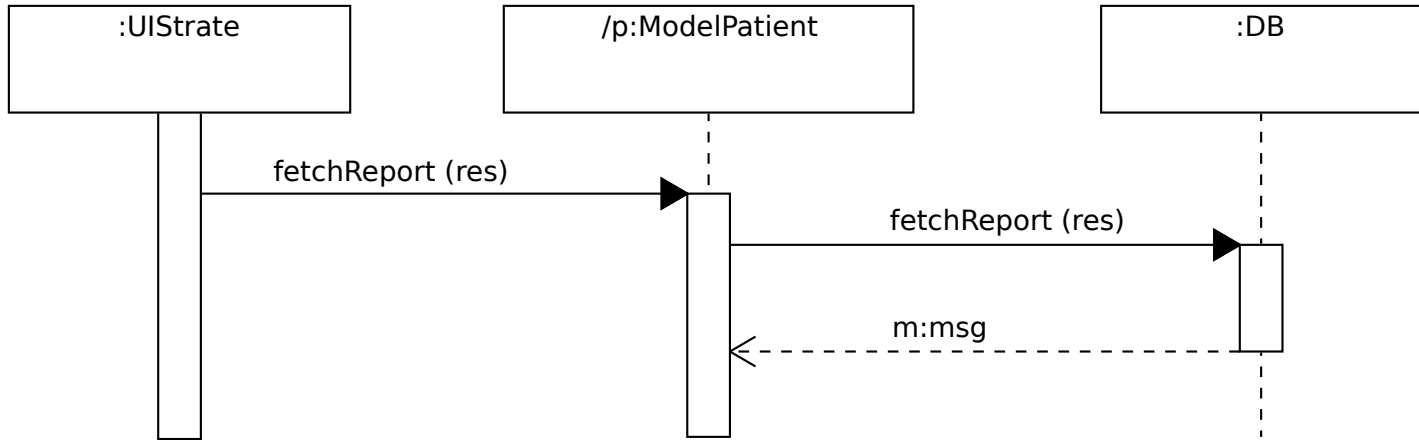 :UIStrate
/p:ModelPatient
:DB
fetchReport (res)
fetchReport (res)
m:msg